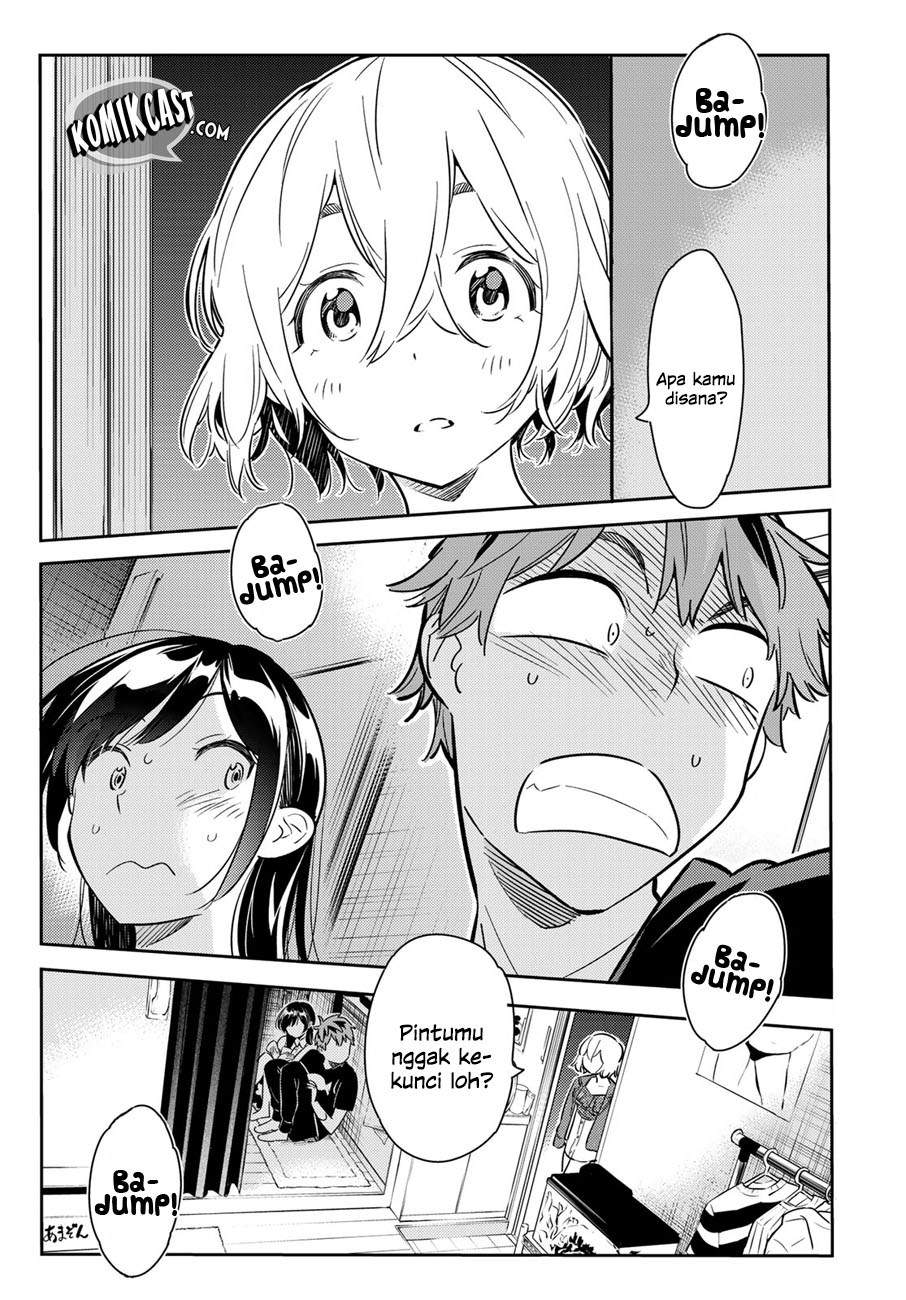 KOMIKCAST
.COM
Ba-
dump!
Apa kamu
disana?
Ba-
dump!
Ba-
dump!
Pintumu
nggak ke-
kunci loh?
Ba-
dump!
あまぞん